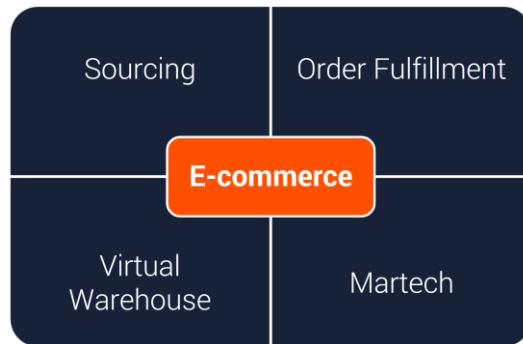 Sourcing
Order Fulfillment
E-commerce
Virtual
Warehouse
Martech